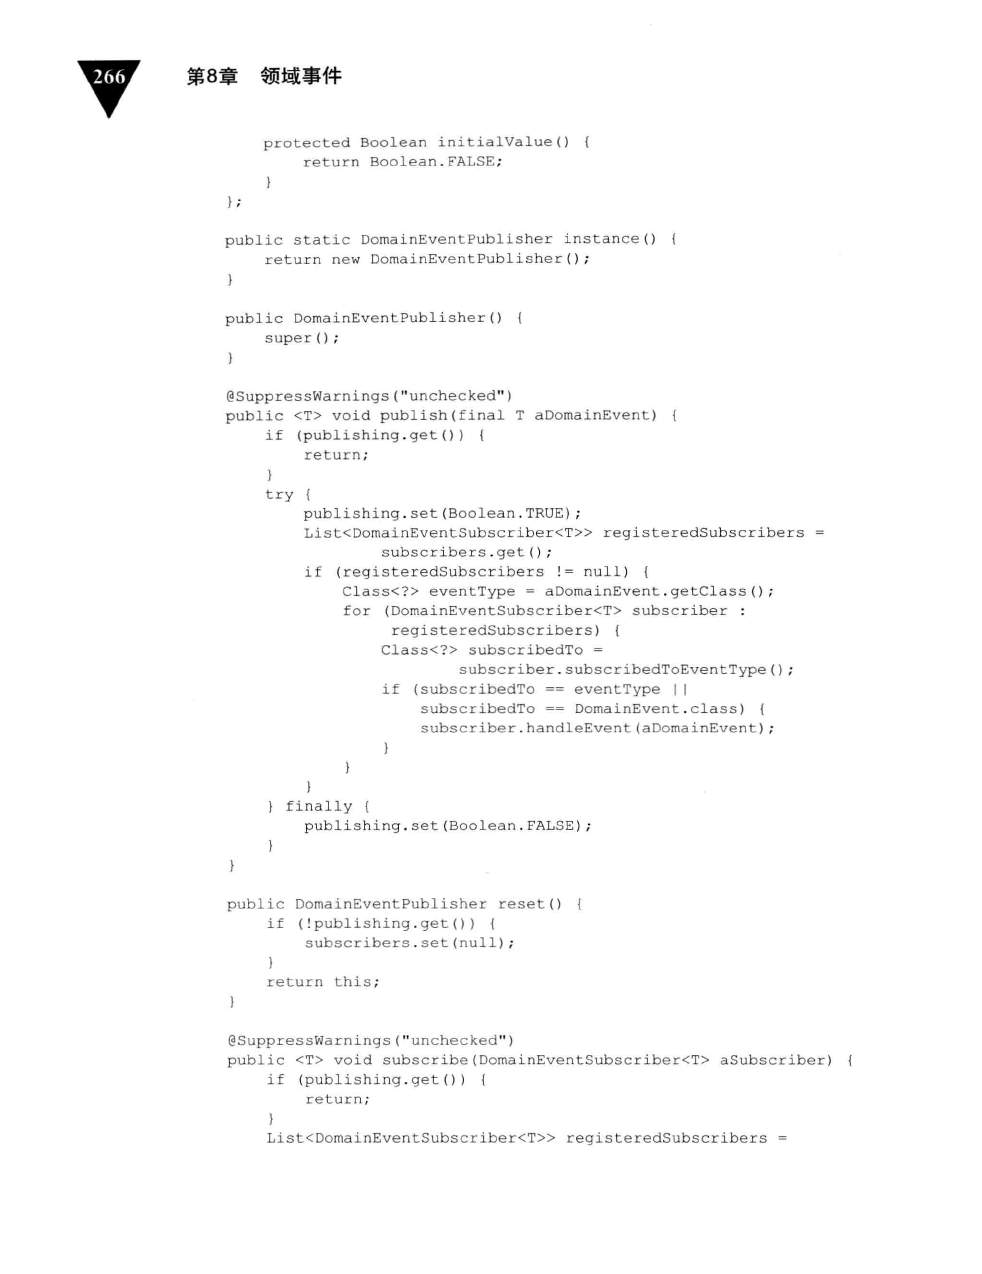 266
第8章 领域事件
    protected Boolean initialValue() {
        return Boolean.FALSE;
    }
};
public static DomainEventPublisher instance() {
    return new DomainEventPublisher();
}
public DomainEventPublisher() {
    super();
}
@SuppressWarnings("unchecked")
public <T> void publish(final T aDomainEvent) {
    if (publishing.get()) {
        return;
    }
    try {
        publishing.set(Boolean.TRUE);
        List<DomainEventSubscriber<T>> registeredSubscribers =
                subscribers.get();
        if (registeredSubscribers != null) {
            Class<?> eventType = aDomainEvent.getClass();
            for (DomainEventSubscriber<T> subscriber :
                 registeredSubscribers) {
                Class<?> subscribedTo =
                        subscriber.subscribedToEventType();
                if (subscribedTo == eventType ||
                    subscribedTo == DomainEvent.class) {
                    subscriber.handleEvent(aDomainEvent);
                }
            }
        }
    } finally {
        publishing.set(Boolean.FALSE);
    }
}
public DomainEventPublisher reset() {
    if (!publishing.get()) {
        subscribers.set(null);
    }
    return this;
}
@SuppressWarnings("unchecked")
public <T> void subscribe(DomainEventSubscriber<T> aSubscriber) {
    if (publishing.get()) {
        return;
    }
    List<DomainEventSubscriber<T>> registeredSubscribers =